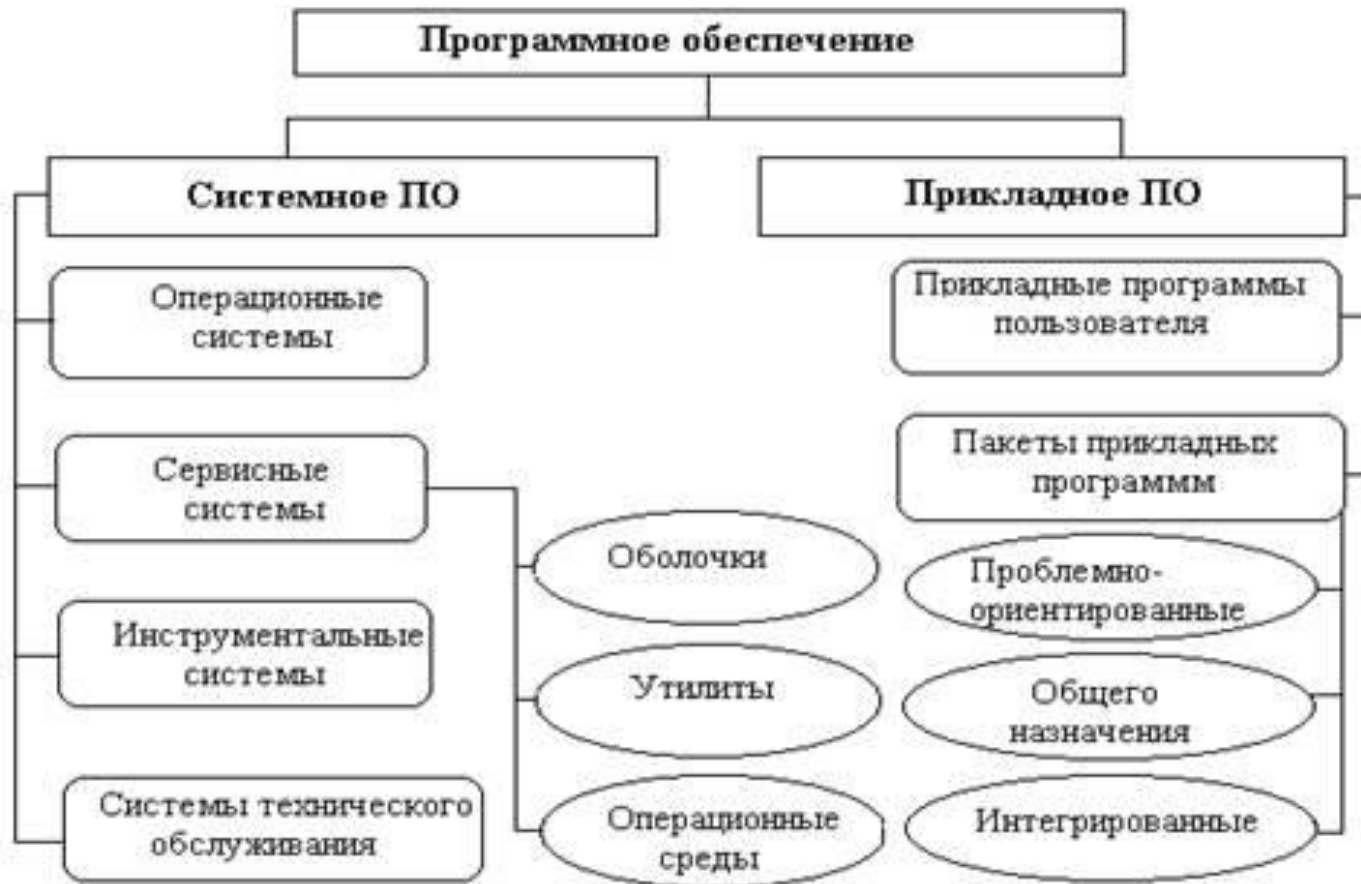 Программное обеспечение
Системное ПО
Прикладное ПО
Операционные
системы
Прикладные программы
пользователя
Сервисные
системы
Пакеты прикладных
программм
Оболочки
Проблемно-
ориентированные
Инструментальные
системы
Утилиты
Общего
назначения
Системы технического
обслуживания
Операционные
среды
Интегрированные